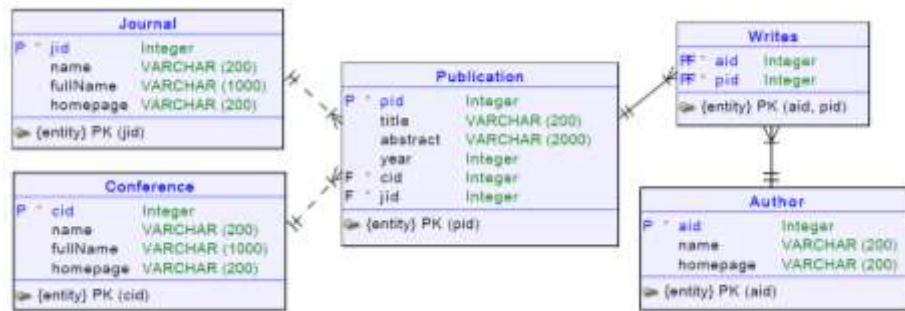 Journal
P * jid Integer
name VARCHAR (200)
fullName VARCHAR (1000)
homepage VARCHAR (200)
{entity} PK (jid)
Conference
P * cid Integer
name VARCHAR (200)
fullName VARCHAR (1000)
homepage VARCHAR (200)
{entity} PK (cid)
Publication
P * pid Integer
title VARCHAR (200)
abstract VARCHAR (2000)
year Integer
F * cid Integer
F * jid Integer
{entity} PK (pid)
Writes
PF * aid Integer
PF * pid Integer
{entity} PK (aid, pid)
Author
P * aid Integer
name VARCHAR (200)
homepage VARCHAR (200)
{entity} PK (aid)